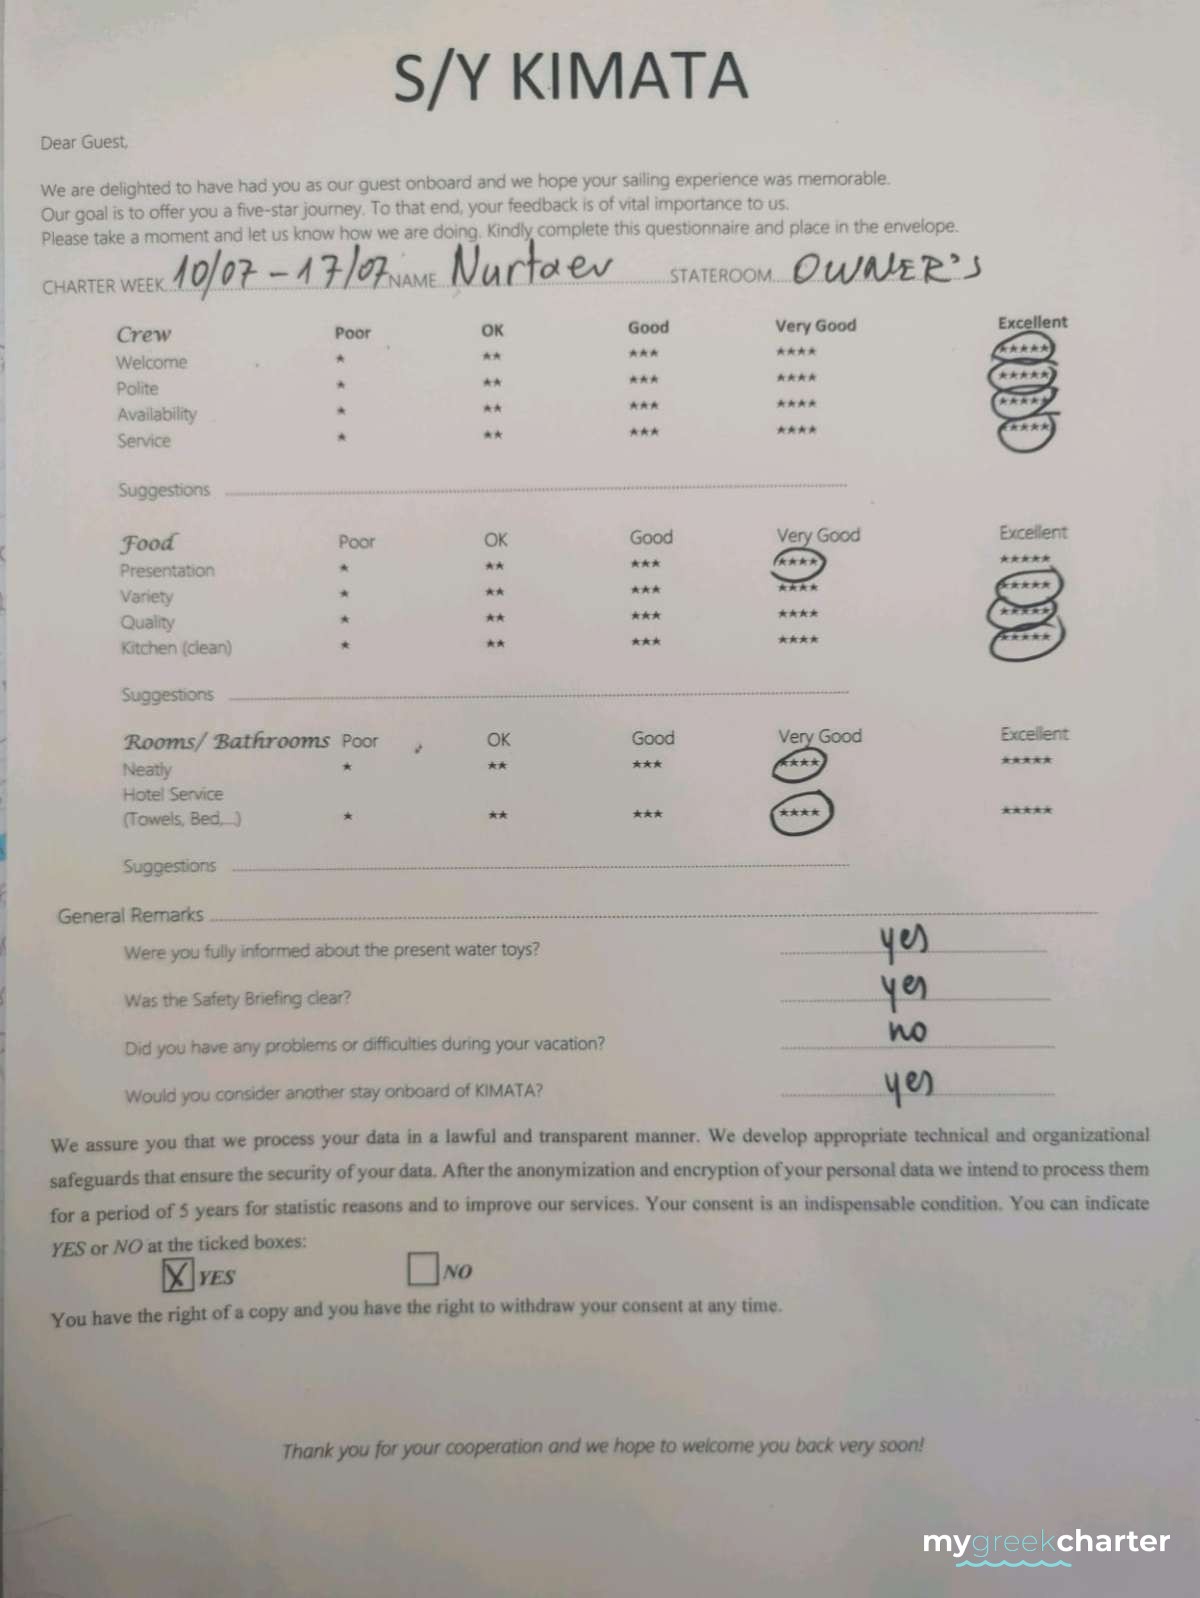 S/Y KIMATA
Dear Guest,
We are delighted to have had you as our guest onboard and we hope your sailing experience was memorable.
Our goal is to offer you a five-star journey. To that end, your feedback is of vital importance to us.
Please take a moment and let us know how we are doing. Kindly complete this questionnaire and place in the envelope.
CHARTER WEEK 10/07 - 17/07 NAME Nurtaev STATEROOM OWNER'S
Crew Poor OK Good Very Good Excellent
Welcome * ** *** **** *****
Polite * ** *** **** *****
Availability * ** *** **** *****
Service * ** *** **** *****
Suggestions
Food Poor OK Good Very Good Excellent
Presentation * ** *** **** *****
Variety * ** *** **** *****
Quality * ** *** **** *****
Kitchen (clean) * ** *** **** *****
Suggestions
Rooms/ Bathrooms Poor OK Good Very Good Excellent
Neatly * ** *** **** *****
Hotel Service
(Towels, Bed,...) * ** *** **** *****
Suggestions
General Remarks
Were you fully informed about the present water toys? yes
Was the Safety Briefing clear? yes
Did you have any problems or difficulties during your vacation? no
Would you consider another stay onboard of KIMATA? yes
We assure you that we process your data in a lawful and transparent manner. We develop appropriate technical and organizational
safeguards that ensure the security of your data. After the anonymization and encryption of your personal data we intend to process them
for a period of 5 years for statistic reasons and to improve our services. Your consent is an indispensable condition. You can indicate
YES or NO at the ticked boxes:
X YES NO
You have the right of a copy and you have the right to withdraw your consent at any time.
Thank you for your cooperation and we hope to welcome you back very soon!
mygreekcharter